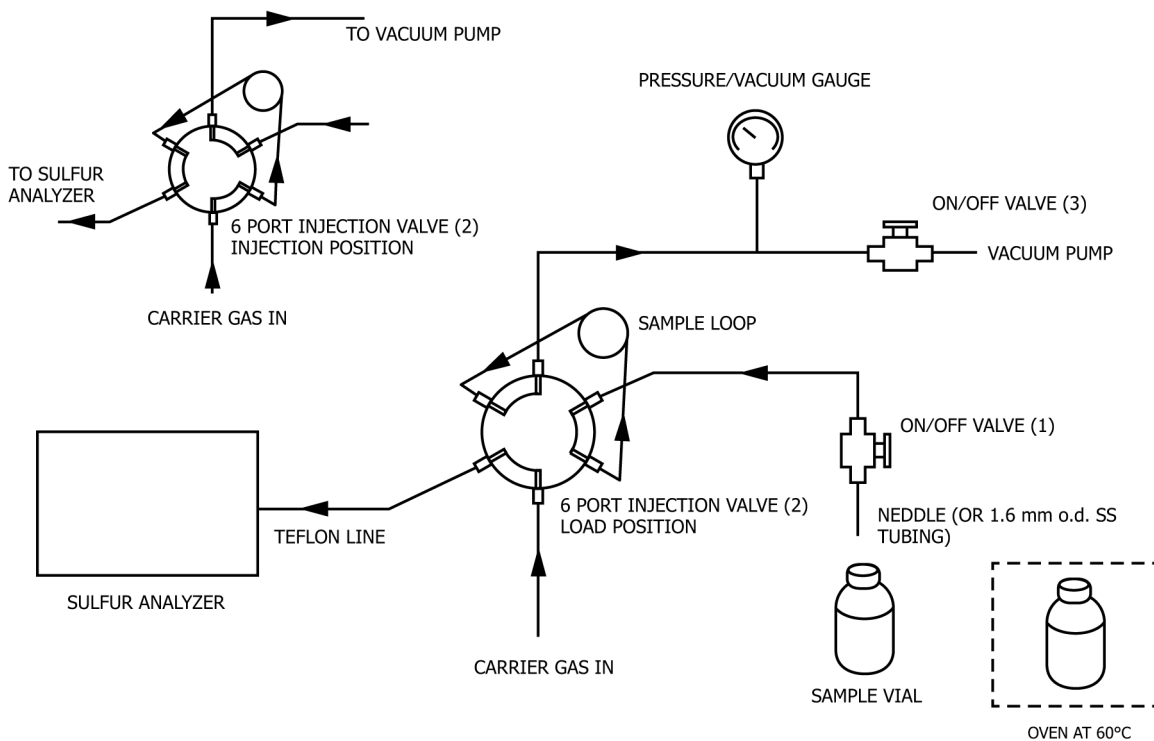 TO VACUUM PUMP
TO SULFUR
ANALYZER
6 PORT INJECTION VALVE (2)
INJECTION POSITION
CARRIER GAS IN
PRESSURE/VACUUM GAUGE
ON/OFF VALVE (3)
VACUUM PUMP
SAMPLE LOOP
ON/OFF VALVE (1)
6 PORT INJECTION VALVE (2)
LOAD POSITION
TEFLON LINE
NEDDLE (OR 1.6 mm o.d. SS
TUBING)
SULFUR ANALYZER
CARRIER GAS IN
SAMPLE VIAL
OVEN AT 60°C